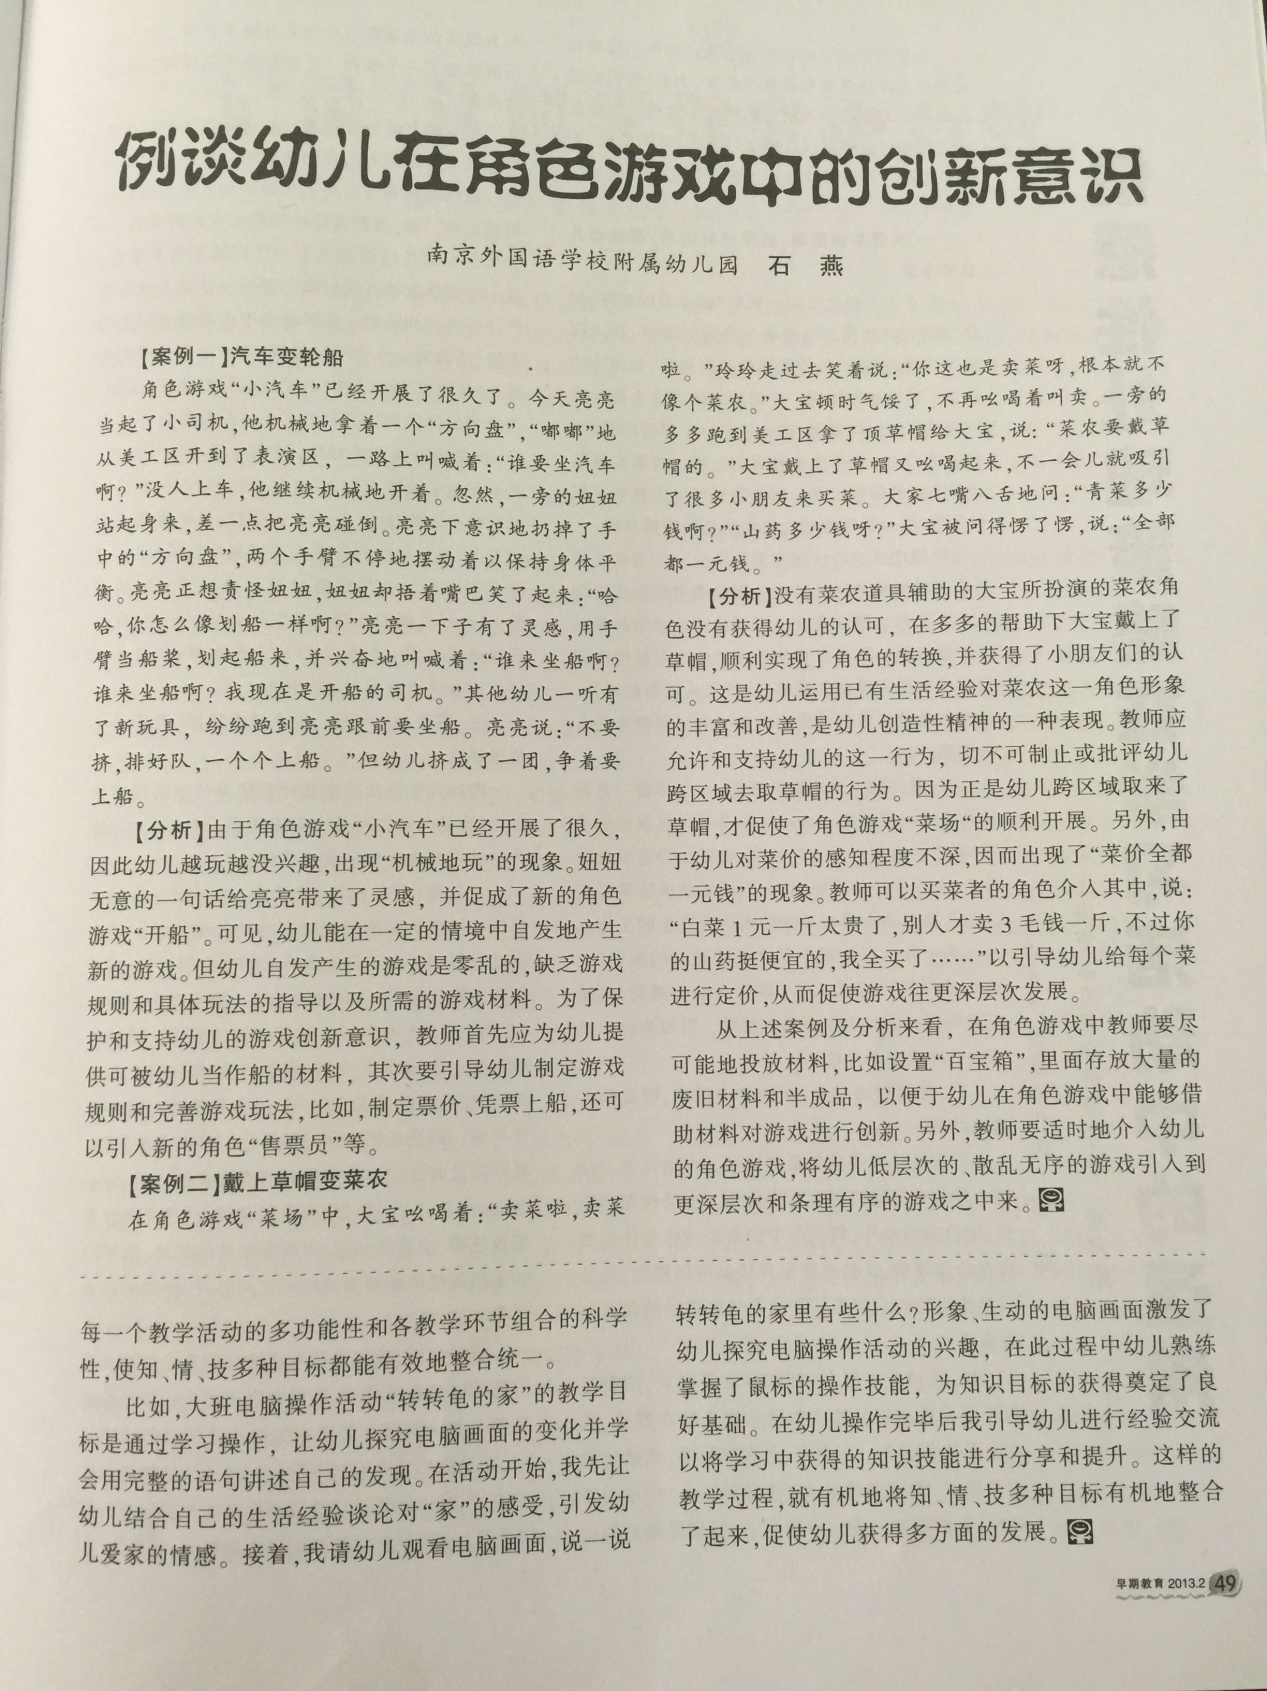 例谈幼儿在角色游戏中的创新意识
南京外国语学校附属幼儿园 石 燕
【案例一】汽车变轮船
角色游戏“小汽车”已经开展了很久了。今天亮亮
当起了小司机,他机械地拿着一个“方向盘”,“嘟嘟”地
从美工区开到了表演区，一路上叫喊着:“谁要坐汽车
啊？”没人上车,他继续机械地开着。忽然,一旁的妞妞
站起身来,差一点把亮亮碰倒。亮亮下意识地扔掉了手
中的“方向盘”,两个手臂不停地摆动着以保持身体平
衡。亮亮正想责怪妞妞,妞妞却捂着嘴巴笑了起来:“哈
哈,你怎么像划船一样啊?”亮亮一下子有了灵感,用手
臂当船桨,划起船来,并兴奋地叫喊着:“谁来坐船啊?
谁来坐船啊？我现在是开船的司机。”其他幼儿一听有
了新玩具，纷纷跑到亮亮跟前要坐船。亮亮说:“不要
挤,排好队,一个个上船。”但幼儿挤成了一团,争着要
上船。
【分析】由于角色游戏“小汽车”已经开展了很久,
因此幼儿越玩越没兴趣,出现“机械地玩”的现象。妞妞
无意的一句话给亮亮带来了灵感，并促成了新的角色
游戏“开船”。可见,幼儿能在一定的情境中自发地产生
新的游戏。但幼儿自发产生的游戏是零乱的,缺乏游戏
规则和具体玩法的指导以及所需的游戏材料。为了保
护和支持幼儿的游戏创新意识，教师首先应为幼儿提
供可被幼儿当作船的材料，其次要引导幼儿制定游戏
规则和完善游戏玩法,比如,制定票价、凭票上船,还可
以引入新的角色“售票员”等。
【案例二】戴上草帽变菜农
在角色游戏“菜场”中,大宝吆喝着:“卖菜啦,卖菜
啦。”玲玲走过去笑着说:“你这也是卖菜呀,根本就不
像个菜农。”大宝顿时气馁了,不再吆喝着叫卖。一旁的
多多跑到美工区拿了顶草帽给大宝,说:“菜农要戴草
帽的。”大宝戴上了草帽又吆喝起来,不一会儿就吸引
了很多小朋友来买菜。大家七嘴八舌地问:“青菜多少
钱啊?”“山药多少钱呀?”大宝被问得愣了愣,说:“全部
都一元钱。”
【分析】没有菜农道具辅助的大宝所扮演的菜农角
色没有获得幼儿的认可，在多多的帮助下大宝戴上了
草帽,顺利实现了角色的转换,并获得了小朋友们的认
可。这是幼儿运用已有生活经验对菜农这一角色形象
的丰富和改善,是幼儿创造性精神的一种表现。教师应
允许和支持幼儿的这一行为，切不可制止或批评幼儿
跨区域去取草帽的行为。因为正是幼儿跨区域取来了
草帽,才促使了角色游戏“菜场“的顺利开展。另外,由
于幼儿对菜价的感知程度不深,因而出现了“菜价全都
一元钱”的现象。教师可以买菜者的角色介入其中,说:
“白菜1元一斤太贵了,别人才卖3毛钱一斤,不过你
的山药挺便宜的,我全买了……”以引导幼儿给每个菜
进行定价,从而促使游戏往更深层次发展。
从上述案例及分析来看，在角色游戏中教师要尽
可能地投放材料,比如设置“百宝箱”,里面存放大量的
废旧材料和半成品，以便于幼儿在角色游戏中能够借
助材料对游戏进行创新。另外,教师要适时地介入幼儿
的角色游戏,将幼儿低层次的、散乱无序的游戏引入到
更深层次和条理有序的游戏之中来。
每一个教学活动的多功能性和各教学环节组合的科学
性,使知、情、技多种目标都能有效地整合统一。
比如,大班电脑操作活动“转转龟的家”的教学目
标是通过学习操作，让幼儿探究电脑画面的变化并学
会用完整的语句讲述自己的发现。在活动开始,我先让
幼儿结合自己的生活经验谈论对“家”的感受,引发幼
儿爱家的情感。接着,我请幼儿观看电脑画面,说一说
转转龟的家里有些什么?形象、生动的电脑画面激发了
幼儿探究电脑操作活动的兴趣，在此过程中幼儿熟练
掌握了鼠标的操作技能，为知识目标的获得奠定了良
好基础。在幼儿操作完毕后我引导幼儿进行经验交流
以将学习中获得的知识技能进行分享和提升。这样的
教学过程,就有机地将知、情、技多种目标有机地整合
了起来,促使幼儿获得多方面的发展。
早期教育 2013.2 49